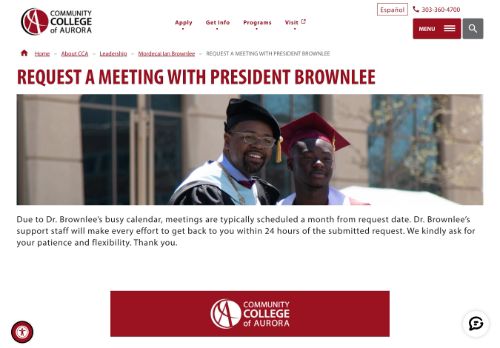 COMMUNITY
COLLEGE
of AURORA
Apply
Get Info
Programs
Visit
Español
303-360-4700
MENU
Home – About CCA – Leadership – Mordecai Ian Brownlee – REQUEST A MEETING WITH PRESIDENT BROWNLEE
REQUEST A MEETING WITH PRESIDENT BROWNLEE
Due to Dr. Brownlee's busy calendar, meetings are typically scheduled a month from request date. Dr. Brownlee's
support staff will make every effort to get back to you within 24 hours of the submitted request. We kindly ask for
your patience and flexibility. Thank you.
COMMUNITY
COLLEGE
of AURORA